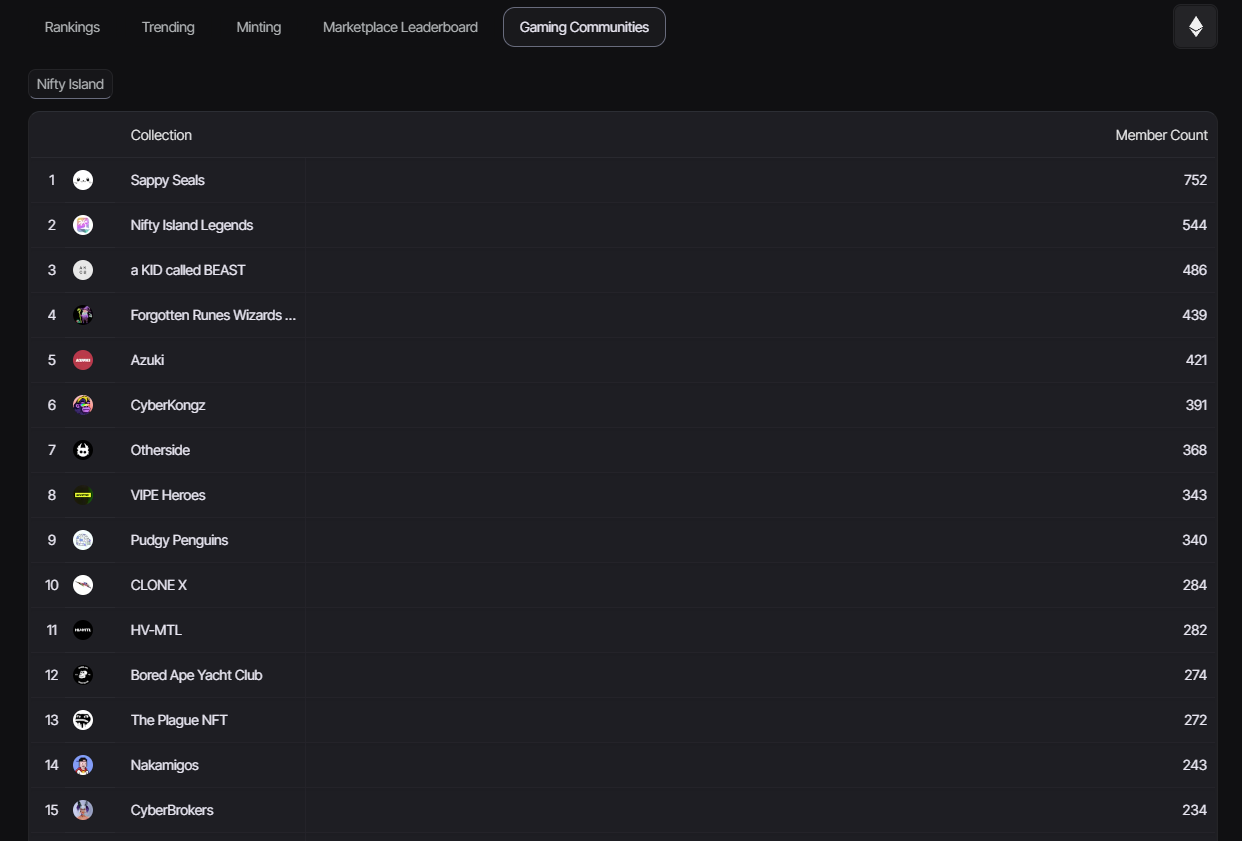 Rankings Trending Minting Marketplace Leaderboard Gaming Communities
Nifty Island
Collection Member Count
1 Sappy Seals 752
2 Nifty Island Legends 544
3 a KID called BEAST 486
4 Forgotten Runes Wizards ... 439
5 Azuki 421
6 CyberKongz 391
7 Otherside 368
8 VIPE Heroes 343
9 Pudgy Penguins 340
10 CLONE X 284
11 HV-MTL 282
12 Bored Ape Yacht Club 274
13 The Plague NFT 272
14 Nakamigos 243
15 CyberBrokers 234